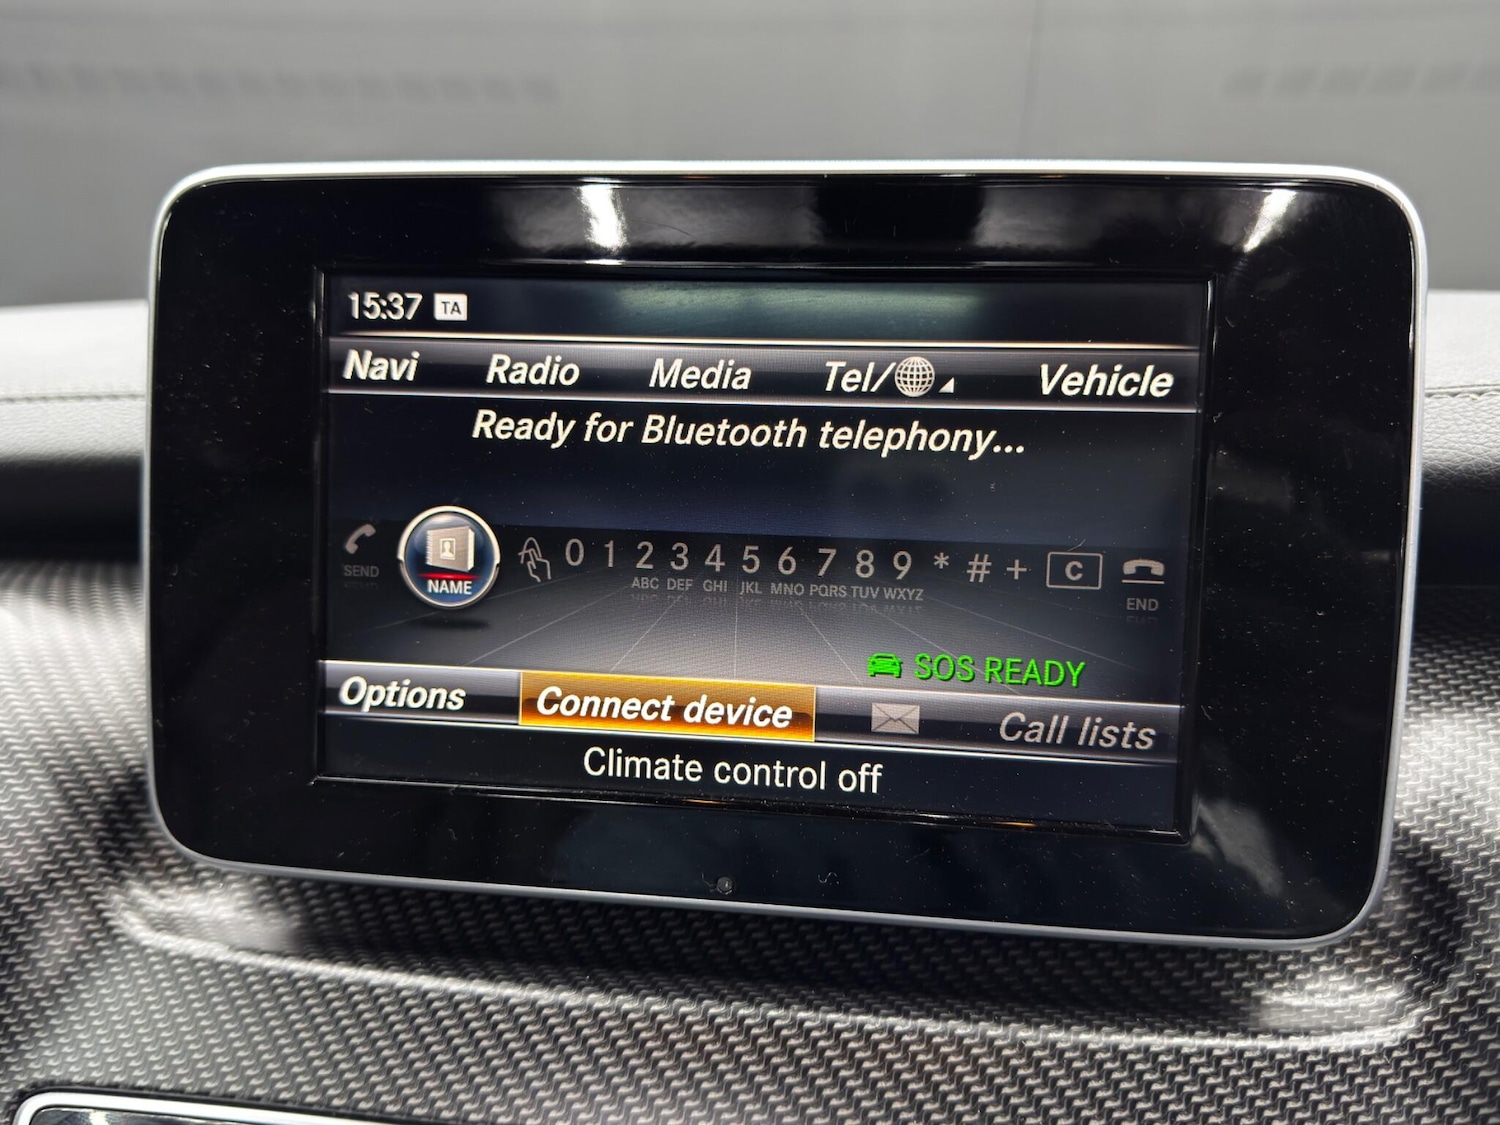 15:37 TA
Navi Radio Media Tel/ Vehicle
Ready for Bluetooth telephony...
0 1 2 3 4 5 6 7 8 9 * # + C
SEND NAME ABC DEF GHI JKL MNO PQRS TUV WXYZ END
SOS READY
Options Connect device Call lists
Climate control off